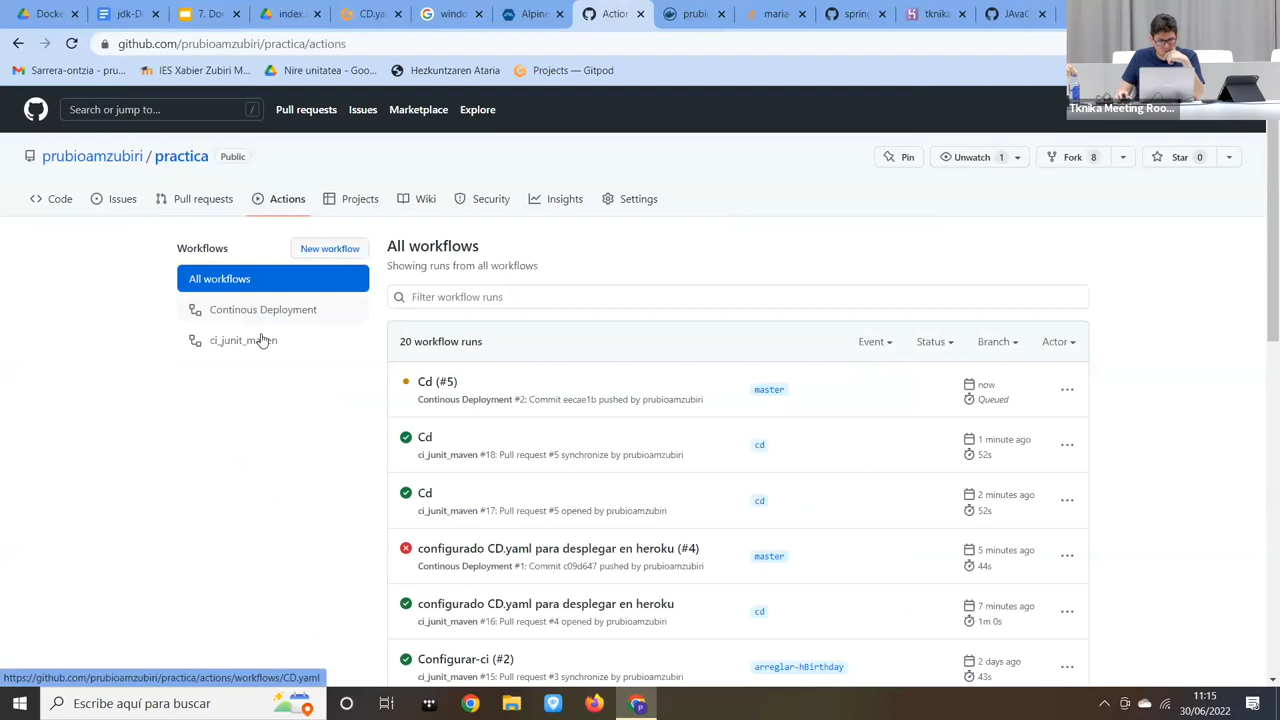 jdk-
Doc
CD.ya
windo
Action
prubio
maria
spring
tknika
JAvac
github.com/prubioamzubiri/practica/actions
Sarrera-ontzia - pru...
IES Xabier Zubiri M...
Nire unitatea - Goo...
Hezkuntzaren Ataria
Projects — Gitpod
Tknika Meeting Roo...
Search or jump to...
/
Pull requests
Issues
Marketplace
Explore
prubioamzubiri / practica
Public
Pin
Unwatch 1
Fork 8
Star 0
Code
Issues
Pull requests
Actions
Projects
Wiki
Security
Insights
Settings
Workflows
New workflow
All workflows
Continous Deployment
ci_junit_maven
All workflows
Showing runs from all workflows
Filter workflow runs
20 workflow runs
Event
Status
Branch
Actor
Cd (#5)
Continous Deployment #2: Commit eecae1b pushed by prubioamzubiri
master
now
Queued
Cd
ci_junit_maven #18: Pull request #5 synchronize by prubioamzubiri
cd
1 minute ago
52s
Cd
ci_junit_maven #17: Pull request #5 opened by prubioamzubiri
cd
2 minutes ago
52s
configurado CD.yaml para desplegar en heroku (#4)
Continous Deployment #1: Commit c09d647 pushed by prubioamzubiri
master
5 minutes ago
44s
configurado CD.yaml para desplegar en heroku
ci_junit_maven #16: Pull request #4 opened by prubioamzubiri
cd
7 minutes ago
1m 0s
Configurar-ci (#2)
ci_junit_maven #15: Pull request #3 synchronize by prubioamzubiri
arreglar-hBirthday
2 days ago
43s
https://github.com/prubioamzubiri/practica/actions/workflows/CD.yaml
Escribe aquí para buscar
11:15
30/06/2022